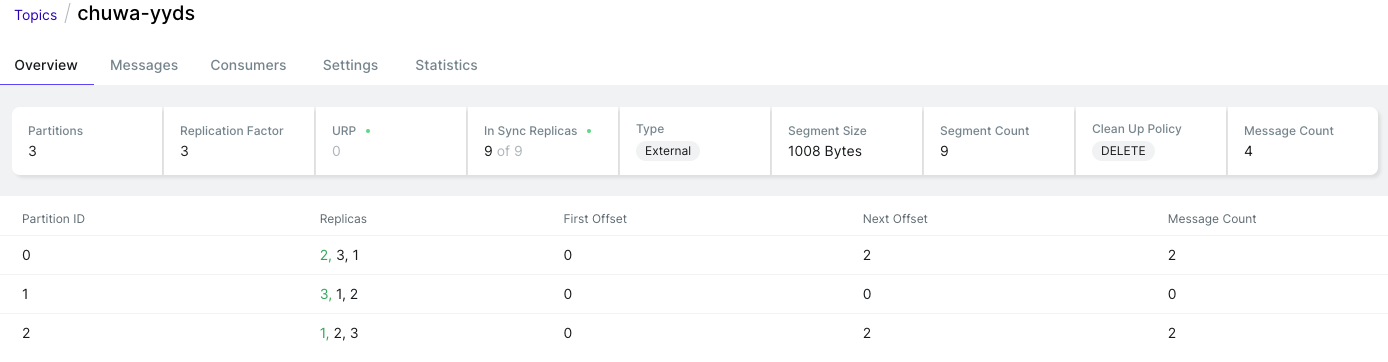 Topics / chuwa-yyds
Overview Messages Consumers Settings Statistics
Partitions Replication Factor URP In Sync Replicas Type Segment Size Segment Count Clean Up Policy Message Count
3 3 0 9 of 9 External 1008 Bytes 9 DELETE 4
Partition ID Replicas First Offset Next Offset Message Count
0 2, 3, 1 0 2 2
1 3, 1, 2 0 0 0
2 1, 2, 3 0 2 2